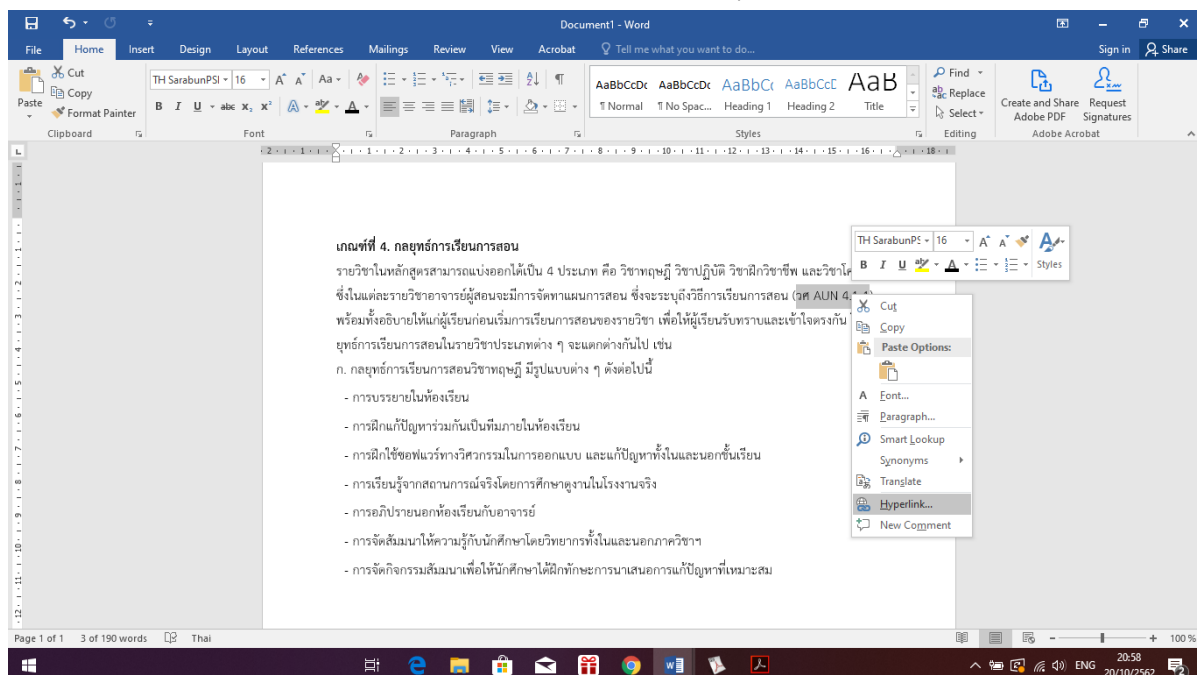 Document1 - Word
File Home Insert Design Layout References Mailings Review View Acrobat Tell me what you want to do... Sign in Share
Paste Cut Copy Format Painter Clipboard
TH SarabunPSI 16 A A Aa
B I U abc X₂ X² A aby A Font
Paragraph
AaBbCcDc AaBbCcDc AaBbCc AaBbCcE AaB
¶ Normal ¶ No Spac... Heading 1 Heading 2 Title Styles
Find Replace Select Editing
Create and Share Adobe PDF Request Signatures Adobe Acrobat
2 1 1 2 3 4 5 6 7 8 9 10 11 12 13 14 15 16 18
เกณฑ์ที่ 4. กลยุทธ์การเรียนการสอน
รายวิชาในหลักสูตรสามารถแบ่งออกได้เป็น 4 ประเภท คือ วิชาทฤษฎี วิชาปฏิบัติ วิชาฝึกวิชาชีพ และวิชาโค
ซึ่งในแต่ละรายวิชาอาจารย์ผู้สอนจะมีการจัดทาแผนการสอน ซึ่งจะระบุถึงวิธีการเรียนการสอน (วศ AUN 4.1-1)
พร้อมทั้งอธิบายให้แก่ผู้เรียนก่อนเริ่มการเรียนการสอนของรายวิชา เพื่อให้ผู้เรียนรับทราบและเข้าใจตรงกัน
ยุทธ์การเรียนการสอนในรายวิชาประเภทต่าง ๆ จะแตกต่างกันไป เช่น
ก. กลยุทธ์การเรียนการสอนวิชาทฤษฎี มีรูปแบบต่าง ๆ ดังต่อไปนี้
- การบรรยายในห้องเรียน
- การฝึกแก้ปัญหาร่วมกันเป็นทีมภายในห้องเรียน
- การฝึกใช้ซอฟแวร์ทางวิศวกรรมในการออกแบบ และแก้ปัญหาทั้งในและนอกชั้นเรียน
- การเรียนรู้จากสถานการณ์จริงโดยการศึกษาดูงานในโรงงานจริง
- การอภิปรายนอกห้องเรียนกับอาจารย์
- การจัดสัมมนาให้ความรู้กับนักศึกษาโดยวิทยากรทั้งในและนอกภาควิชาฯ
- การจัดกิจกรรมสัมมนาเพื่อให้นักศึกษาได้ฝึกทักษะการนาเสนอการแก้ปัญหาที่เหมาะสม
TH SarabunPS 16 A A
B I U aby A Styles
Cut
Copy
Paste Options:
Font...
Paragraph...
Smart Lookup
Synonyms
Translate
Hyperlink...
New Comment
Page 1 of 1 3 of 190 words Thai 100 %
ENG 20:58
20/10/2562